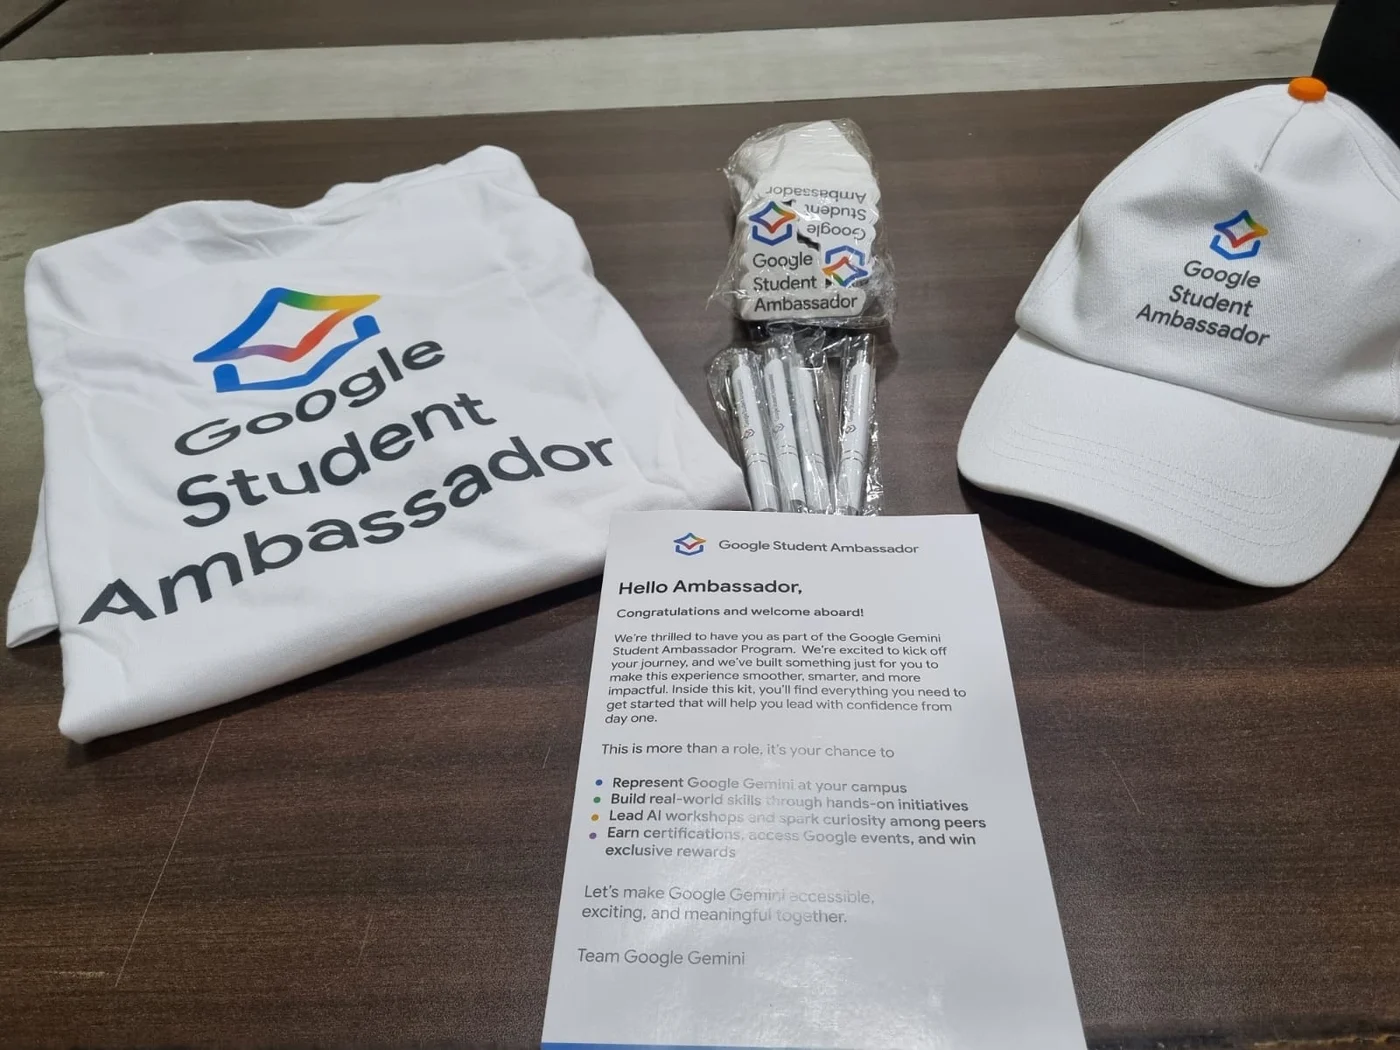 Google
Student
Ambassador
Google
Student
Ambassador
Google
Student
Ambassador
Google
Student
Ambassador
Google Student Ambassador
Hello Ambassador,
Congratulations and welcome aboard!
We're thrilled to have you as part of the Google Gemini
Student Ambassador Program. We're excited to kick off
your journey, and we've built something just for you to
make this experience smoother, smarter, and more
impactful. Inside this kit, you'll find everything you need to
get started that will help you lead with confidence from
day one.
This is more than a role, it's your chance to
Represent Google Gemini at your campus
Build real-world skills through hands-on initiatives
Lead AI workshops and spark curiosity among peers
Earn certifications, access Google events, and win
exclusive rewards
Let's make Google Gemini accessible,
exciting, and meaningful together.
Team Google Gemini